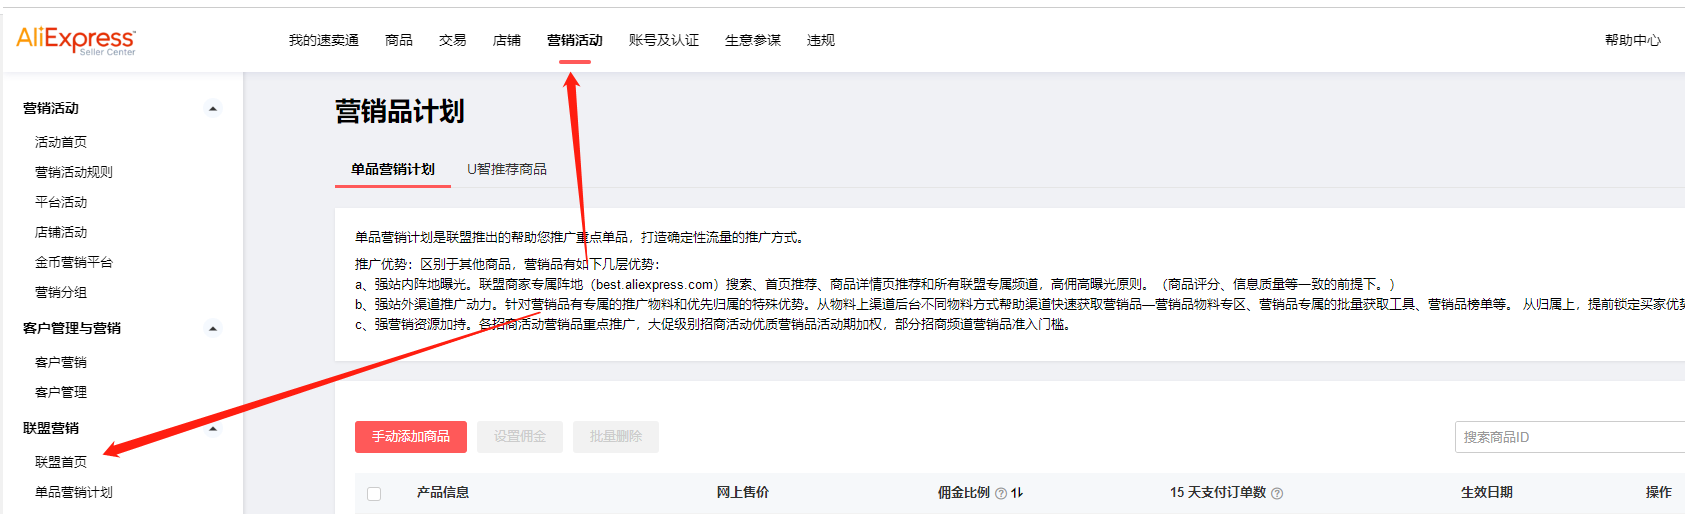 AliExpress
Seller Center
我的速卖通 商品 交易 店铺 营销活动 账号及认证 生意参谋 违规 帮助中心
营销活动
活动首页
营销活动规则
平台活动
店铺活动
金币营销平台
营销分组
客户管理与营销
客户营销
客户管理
联盟营销
联盟首页
单品营销计划
营销品计划
单品营销计划 U智推荐商品
单品营销计划是联盟推出的帮助您推广重点单品，打造确定性流量的推广方式。
推广优势：区别于其他商品，营销品有如下几层优势：
a、强站内阵地曝光。联盟商家专属阵地（best.aliexpress.com）搜索、首页推荐、商品详情页推荐和所有联盟专属频道，高佣高曝光原则。（商品评分、信息质量等一致的前提下。）
b、强站外渠道推广动力。针对营销品有专属的推广物料和优先归属的特殊优势。从物料上渠道后台不同物料方式帮助渠道快速获取营销品—营销品物料专区、营销品专属的批量获取工具、营销品榜单等。 从归属上，提前锁定买家优势
c、强营销资源加持。各招商活动营销品重点推广，大促级别招商活动优质营销品活动期加权，部分招商频道营销品准入门槛。
手动添加商品 设置佣金 批量删除 搜索商品ID
产品信息 网上售价 佣金比例 15 天支付订单数 生效日期 操作